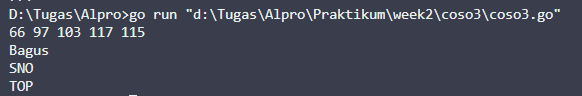 D:\Tugas\Alpro>go run "d:\Tugas\Alpro\Praktikum\week2\coso3\coso3.go"
66 97 103 117 115
Bagus
SNO
TOP